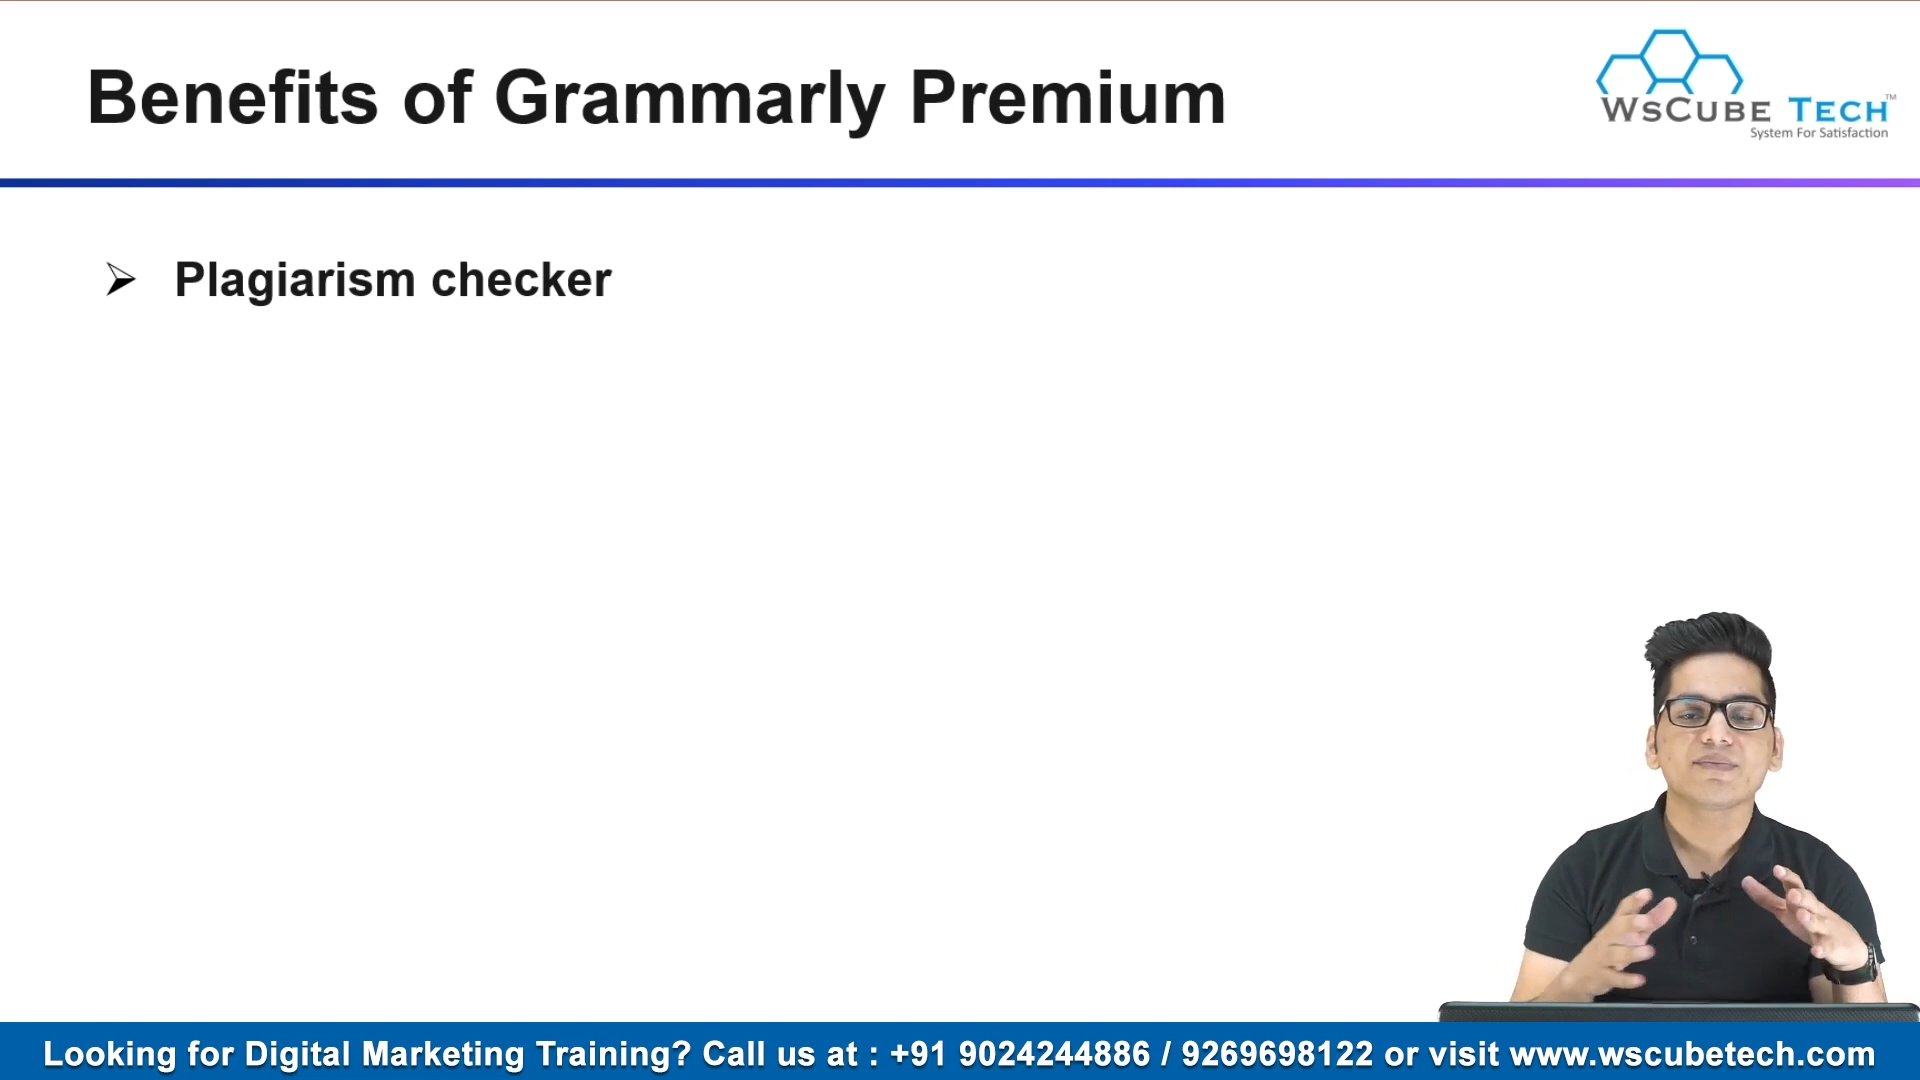 Benefits of Grammarly Premium
WSCUBE TECH™
System For Satisfaction
Plagiarism checker
Looking for Digital Marketing Training? Call us at : +91 9024244886 / 9269698122 or visit www.wscubetech.com